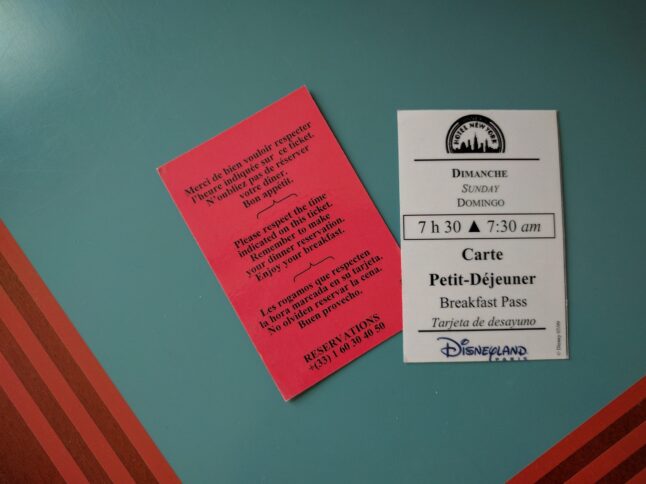 Merci de bien vouloir respecter
l'heure indiquée sur ce ticket.
N'oubliez pas de réserver
votre dîner.
Bon appétit.
Please respect the time
indicated on this ticket.
Remember to make
your dinner reservation.
Enjoy your breakfast.
Les rogamos que respecten
la hora marcada en su tarjeta.
No olviden reservar la cena.
Buen provecho.
RESERVATIONS
+(33) 1 60 30 40 50
HOTEL NEW YORK
DIMANCHE
SUNDAY
DOMINGO
7 h 30 ▲ 7:30 am
Carte
Petit-Déjeuner
Breakfast Pass
Tarjeta de desayuno
DISNEYLAND
PARIS
© Disney